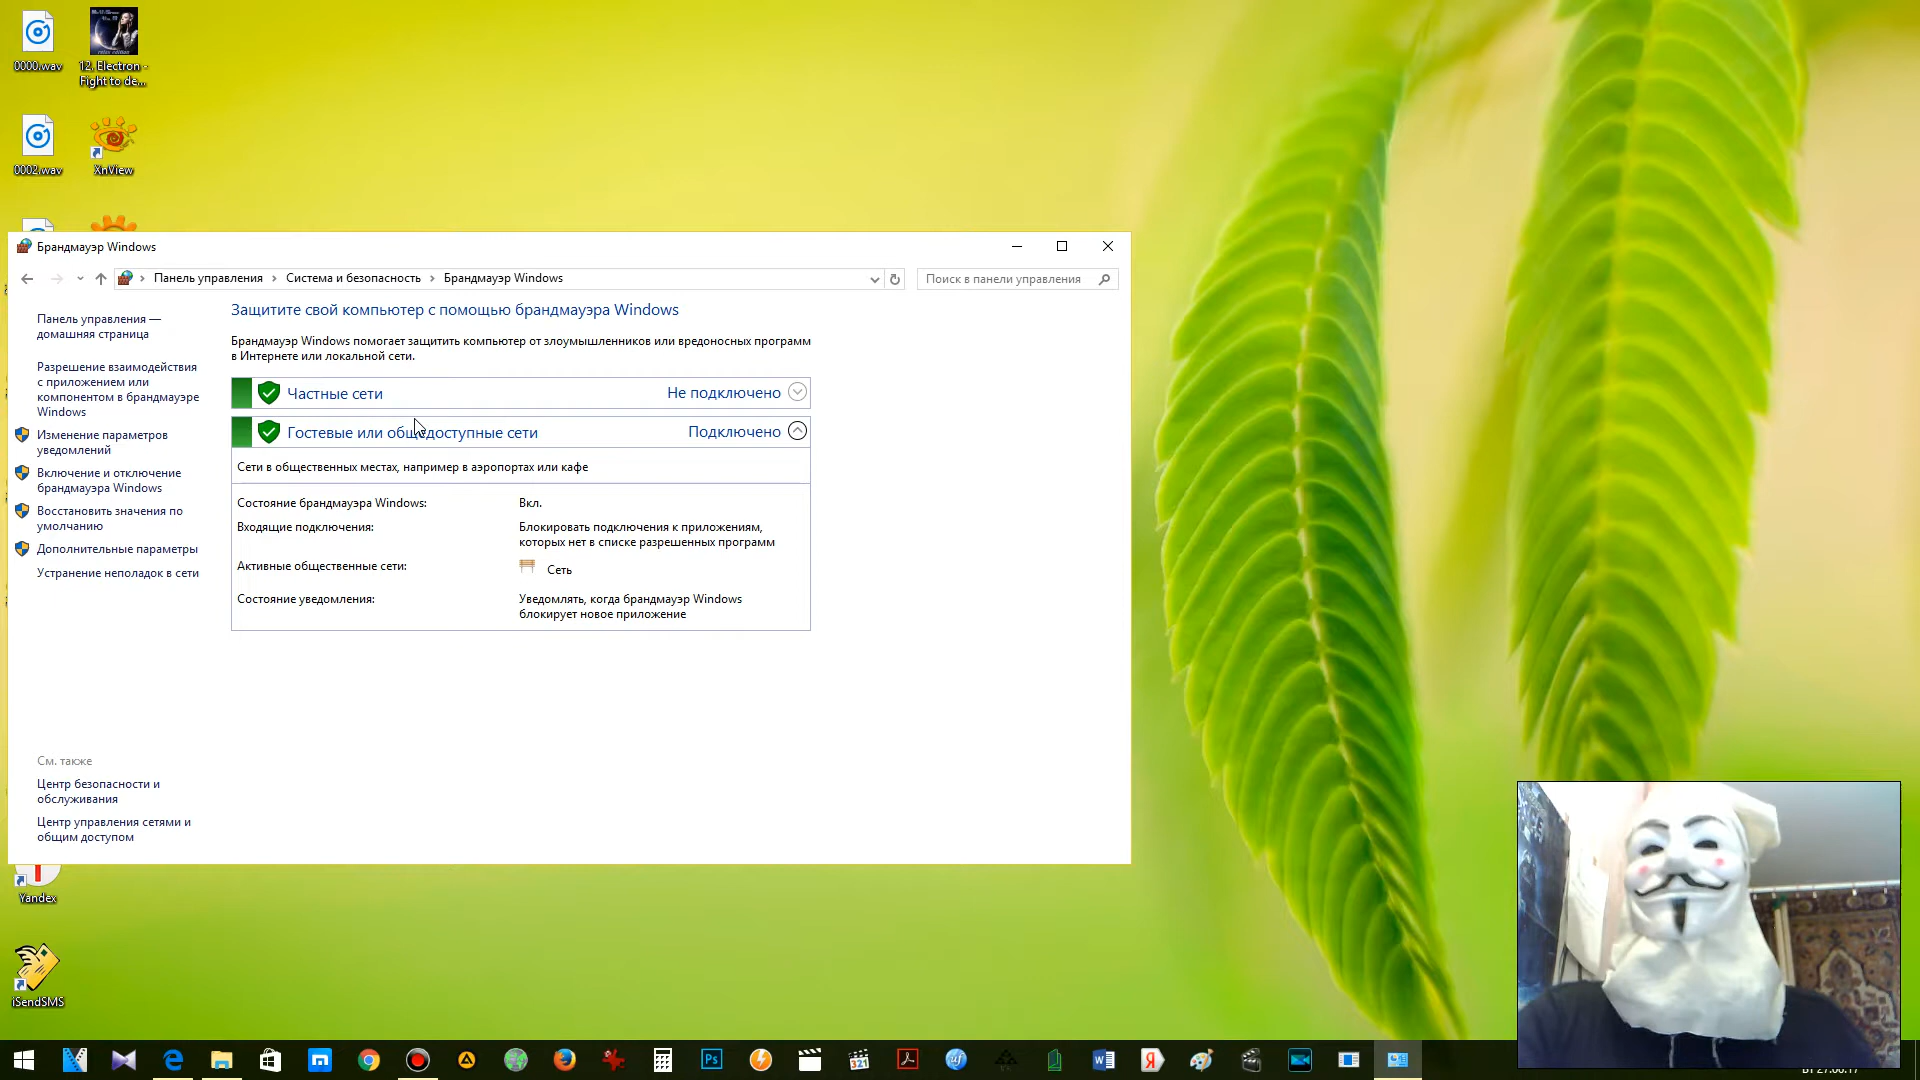 0000.wav
12. Electron -
Fight to de...
0002.wav
XnView
Брандмауэр Windows
Панель управления
Система и безопасность
Брандмауэр Windows
Поиск в панели управления
Панель управления —
домашняя страница
Разрешение взаимодействия
с приложением или
компонентом в брандмауэре
Windows
Изменение параметров
уведомлений
Включение и отключение
брандмауэра Windows
Восстановить значения по
умолчанию
Дополнительные параметры
Устранение неполадок в сети
См. также
Центр безопасности и
обслуживания
Центр управления сетями и
общим доступом
Защитите свой компьютер с помощью брандмауэра Windows
Брандмауэр Windows помогает защитить компьютер от злоумышленников или вредоносных программ
в Интернете или локальной сети.
Частные сети Не подключено
Гостевые или общедоступные сети Подключено
Сети в общественных местах, например в аэропортах или кафе
Состояние брандмауэра Windows: Вкл.
Входящие подключения: Блокировать подключения к приложениям,
которых нет в списке разрешенных программ
Активные общественные сети: Сеть
Состояние уведомления: Уведомлять, когда брандмауэр Windows
блокирует новое приложение
Yandex
iSendSMS